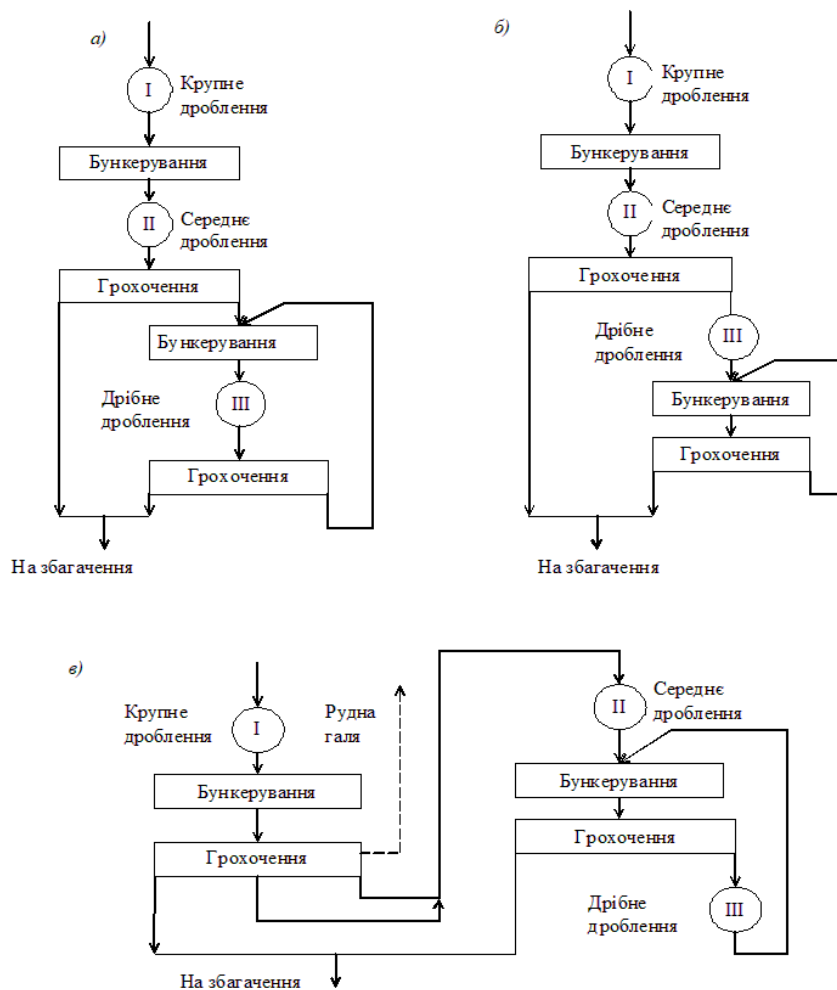 а)
I
Крупне
дроблення
Бункерування
II
Середнє
дроблення
Грохочення
Бункерування
Дрібне
дроблення
III
Грохочення
На збагачення
б)
I
Крупне
дроблення
Бункерування
II
Середнє
дроблення
Грохочення
Дрібне
дроблення
III
Бункерування
Грохочення
На збагачення
в)
Крупне
дроблення
I
Рудна
галя
Бункерування
Грохочення
II
Середнє
дроблення
Бункерування
Грохочення
Дрібне
дроблення
III
На збагачення